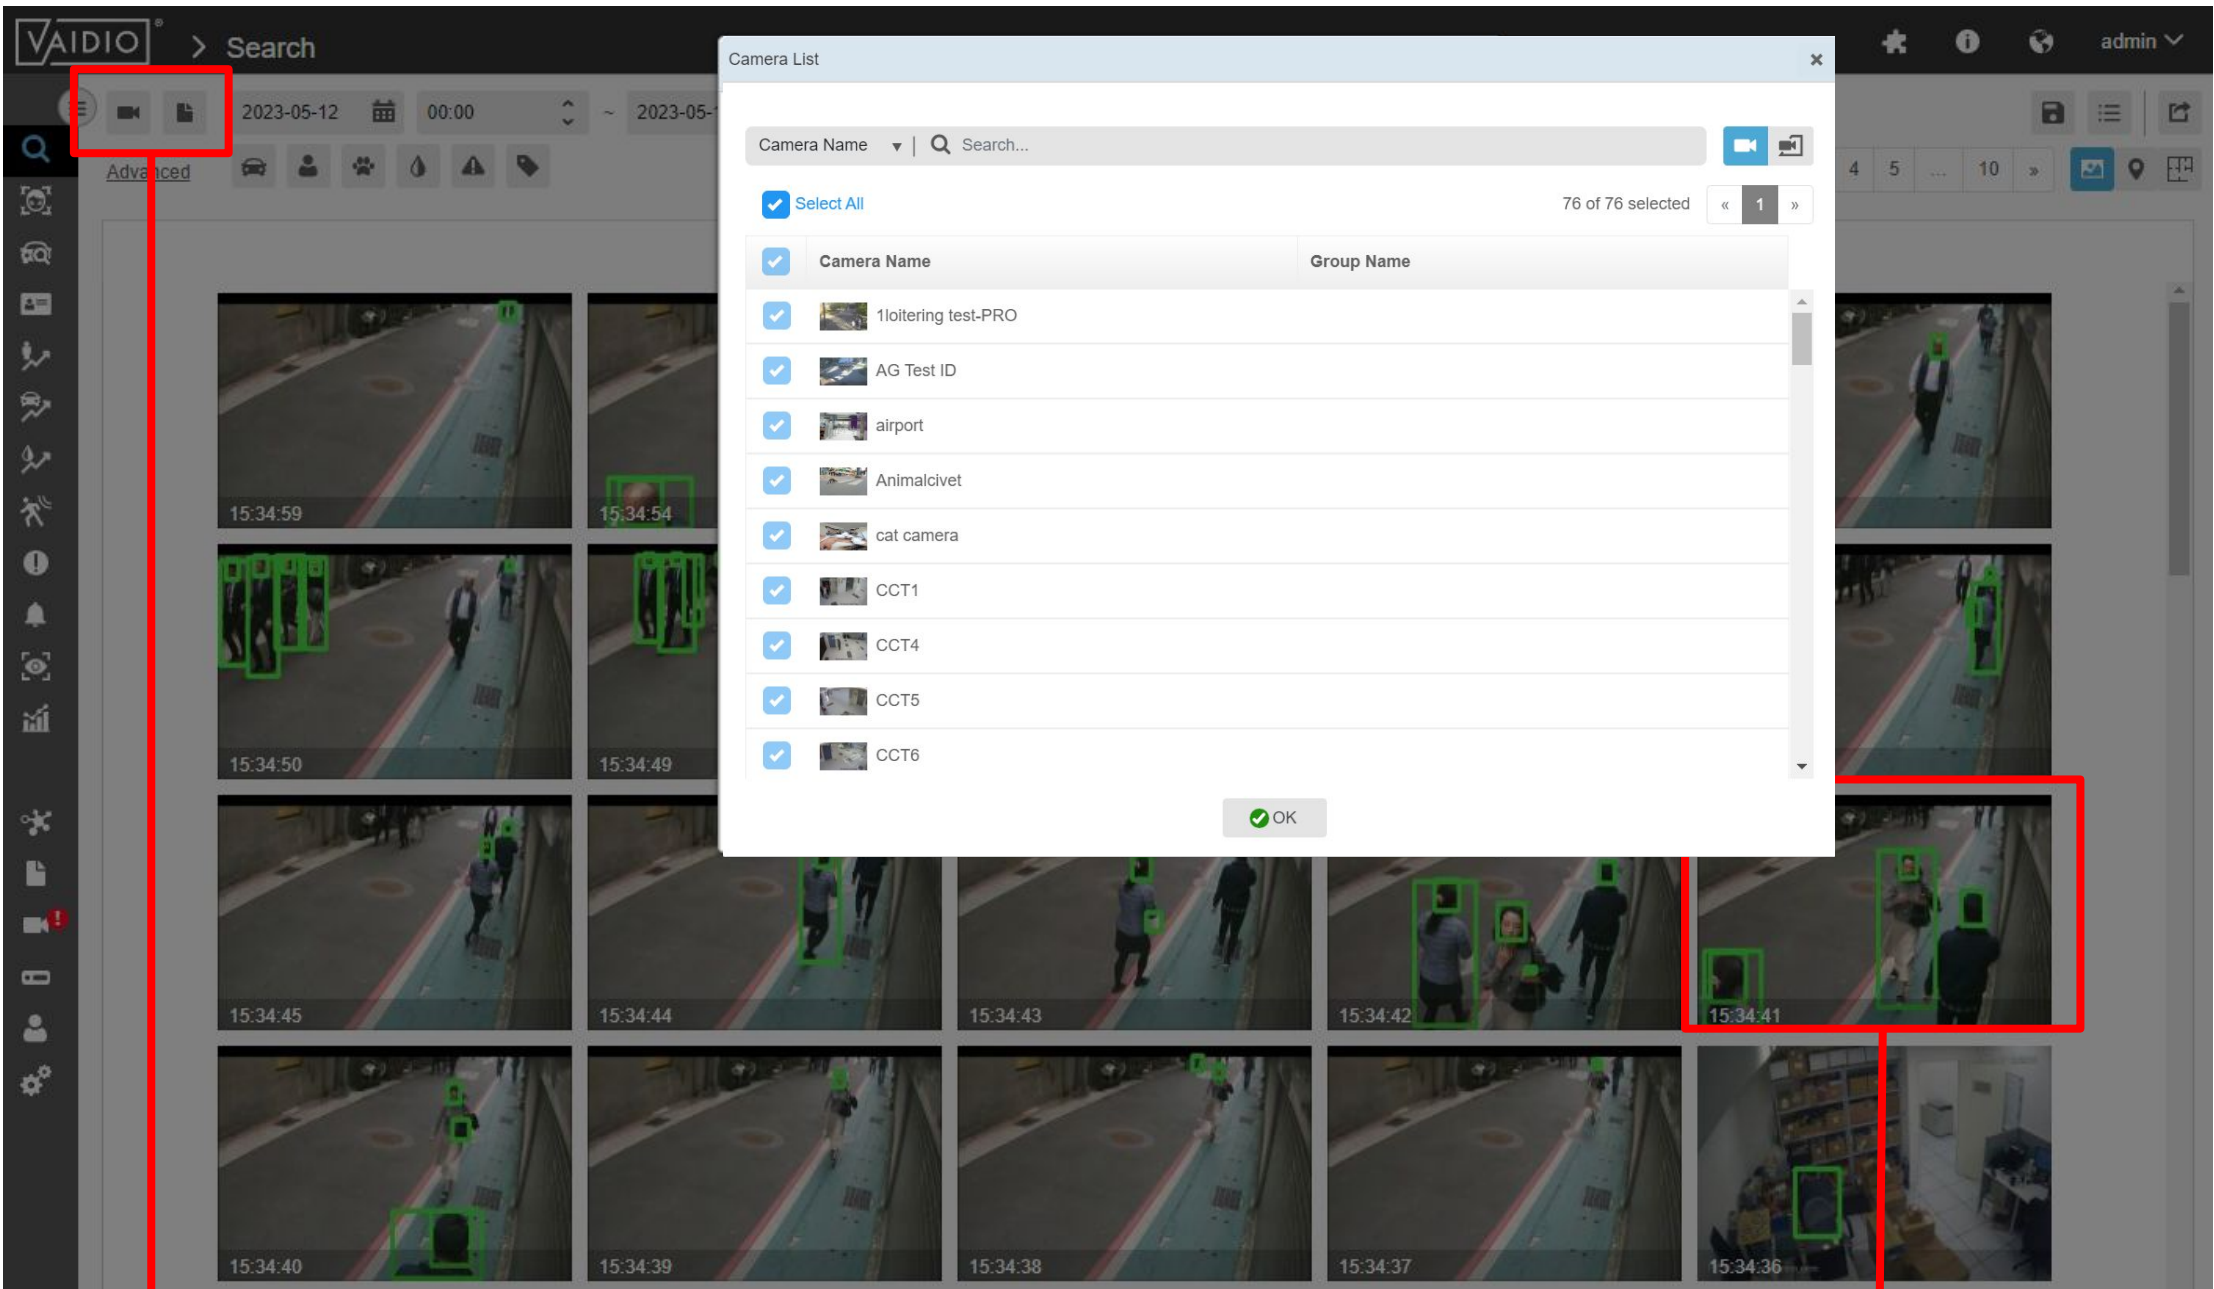 VAIDIO ® > Search admin
Camera List
2023-05-12 00:00 ~ 2023-05-
Camera Name | Search...
Advanced
4 5 ... 10 »
Select All 76 of 76 selected « 1 »
Camera Name Group Name
1loitering test-PRO
AG Test ID
airport
Animalcivet
cat camera
CCT1
CCT4
CCT5
CCT6
OK
15:34:59
15:34:54
15:34:50
15:34:49
15:34:45
15:34:44
15:34:43
15:34:42
15:34:41
15:34:40
15:34:39
15:34:38
15:34:37
15:34:36